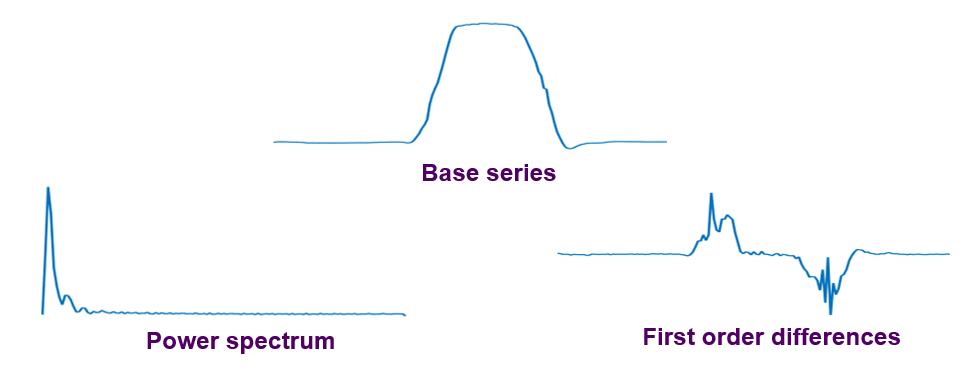 Base series
Power spectrum
First order differences